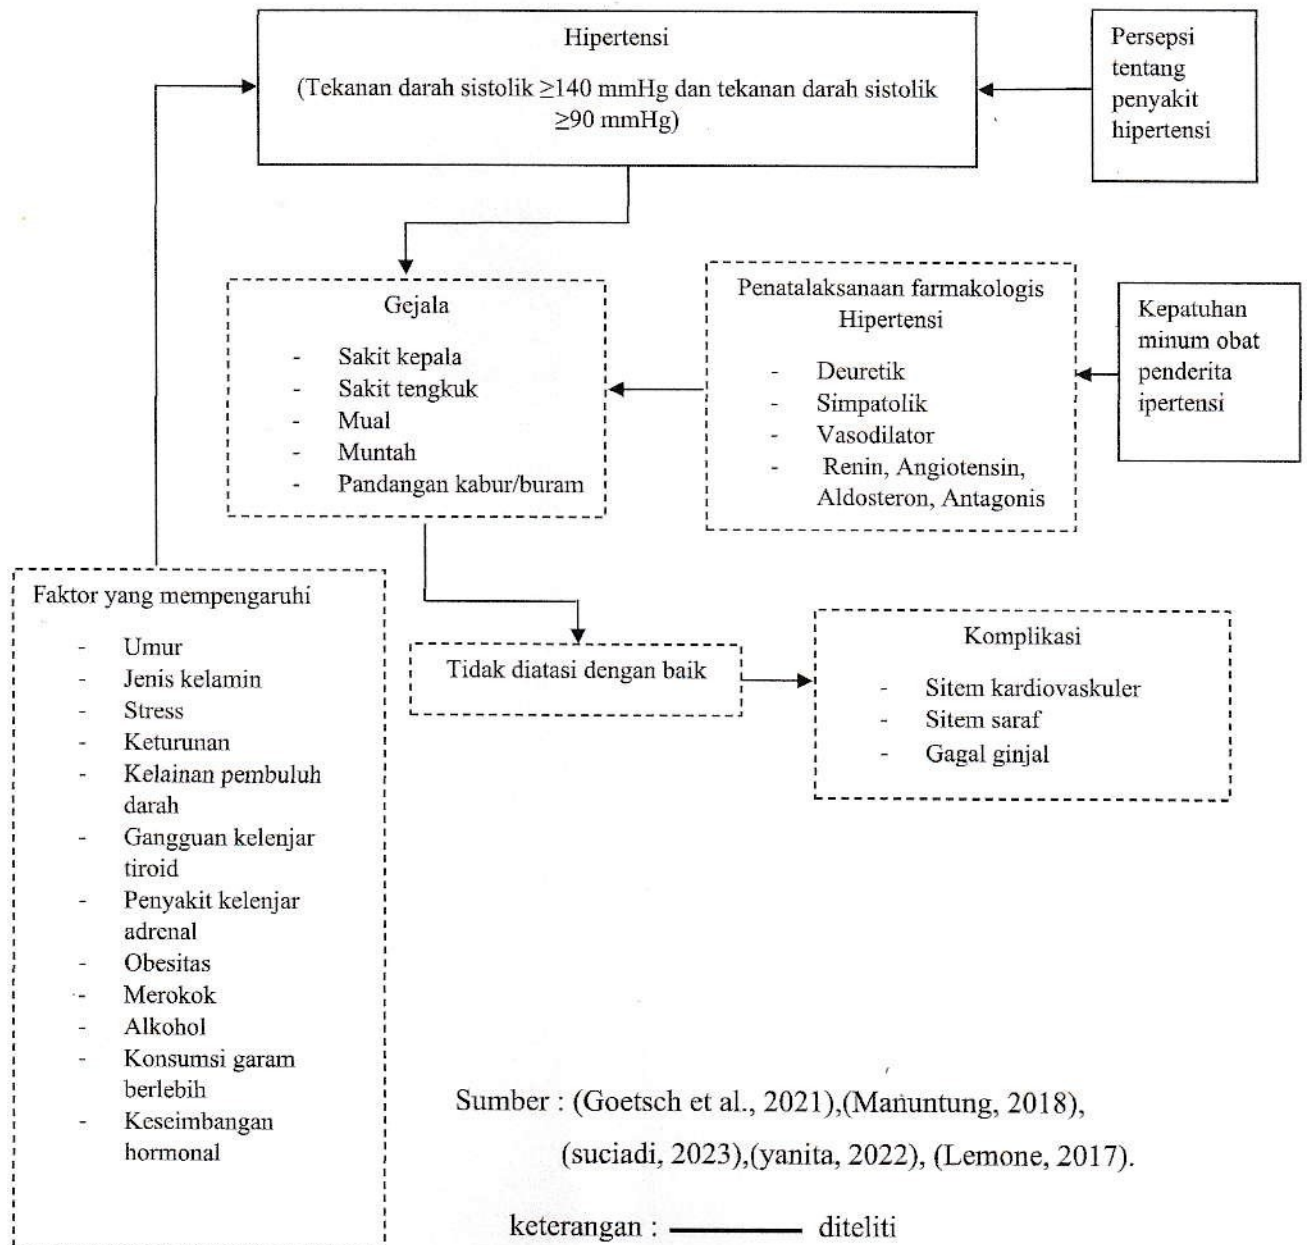 Hipertensi
(Tekanan darah sistolik ≥140 mmHg dan tekanan darah sistolik
≥90 mmHg)
Persepsi
tentang
penyakit
hipertensi
Gejala
- Sakit kepala
- Sakit tengkuk
- Mual
- Muntah
- Pandangan kabur/buram
Penatalaksanaan farmakologis
Hipertensi
- Deuretik
- Simpatolik
- Vasodilator
- Renin, Angiotensin,
Aldosteron, Antagonis
Kepatuhan
minum obat
penderita
ipertensi
Faktor yang mempengaruhi
- Umur
- Jenis kelamin
- Stress
- Keturunan
- Kelainan pembuluh
darah
- Gangguan kelenjar
tiroid
- Penyakit kelenjar
adrenal
- Obesitas
- Merokok
- Alkohol
- Konsumsi garam
berlebih
- Keseimbangan
hormonal
Tidak diatasi dengan baik
Komplikasi
- Sitem kardiovaskuler
- Sitem saraf
- Gagal ginjal
Sumber : (Goetsch et al., 2021),(Manuntung, 2018),
(suciadi, 2023),(yanita, 2022), (Lemone, 2017).
keterangan : ——— diteliti